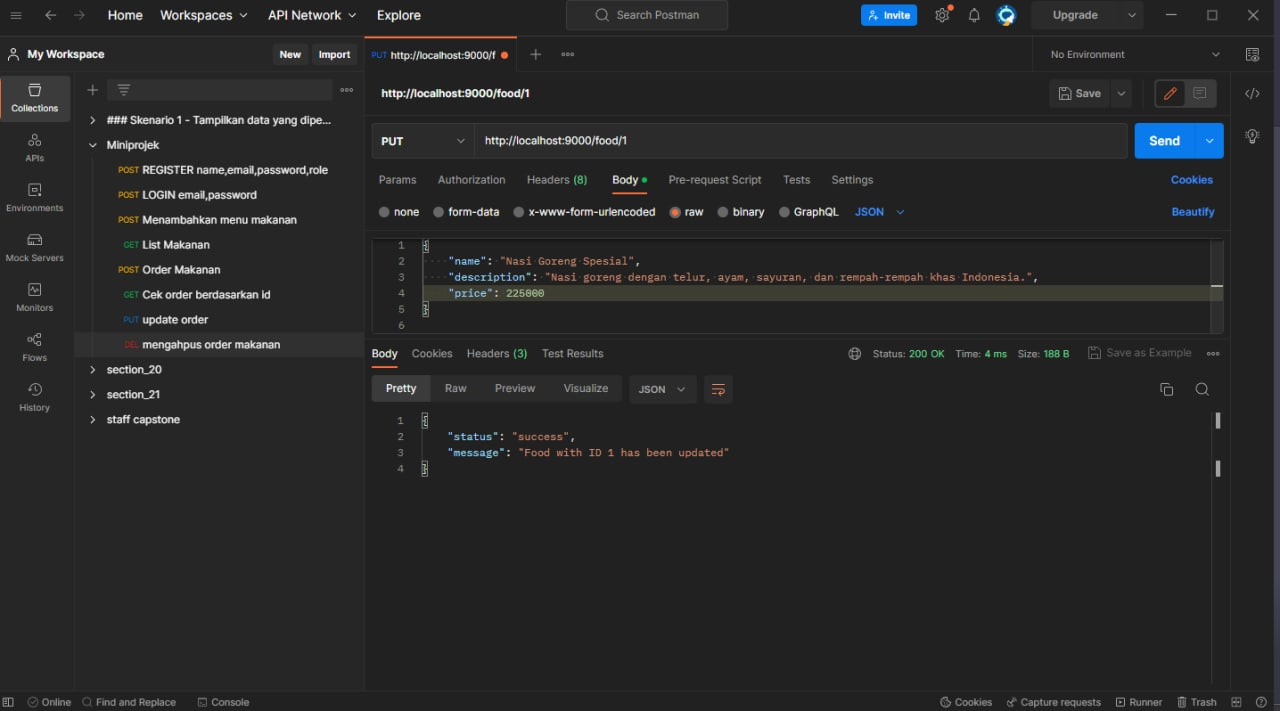 Home Workspaces API Network Explore Search Postman Invite Upgrade
My Workspace New Import PUT http://localhost:9000/f No Environment
Collections
APIs
Environments
Mock Servers
Monitors
Flows
History
### Skenario 1 - Tampilkan data yang dipe...
Miniprojek
POST REGISTER name,email,password,role
POST LOGIN email,password
POST Menambahkan menu makanan
GET List Makanan
POST Order Makanan
GET Cek order berdasarkan id
PUT update order
DEL mengahpus order makanan
section_20
section_21
staff capstone
http://localhost:9000/food/1 Save
PUT http://localhost:9000/food/1 Send
Params Authorization Headers (8) Body Pre-request Script Tests Settings Cookies
none form-data x-www-form-urlencoded raw binary GraphQL JSON Beautify
1 {
2 "name": "Nasi Goreng Spesial",
3 "description": "Nasi goreng dengan telur, ayam, sayuran, dan rempah-rempah khas Indonesia.",
4 "price": 225000
5 }
6
Body Cookies Headers (3) Test Results Status: 200 OK Time: 4 ms Size: 188 B Save as Example
Pretty Raw Preview Visualize JSON
1 {
2 "status": "success",
3 "message": "Food with ID 1 has been updated"
4 }
Online Find and Replace Console Cookies Capture requests Runner Trash